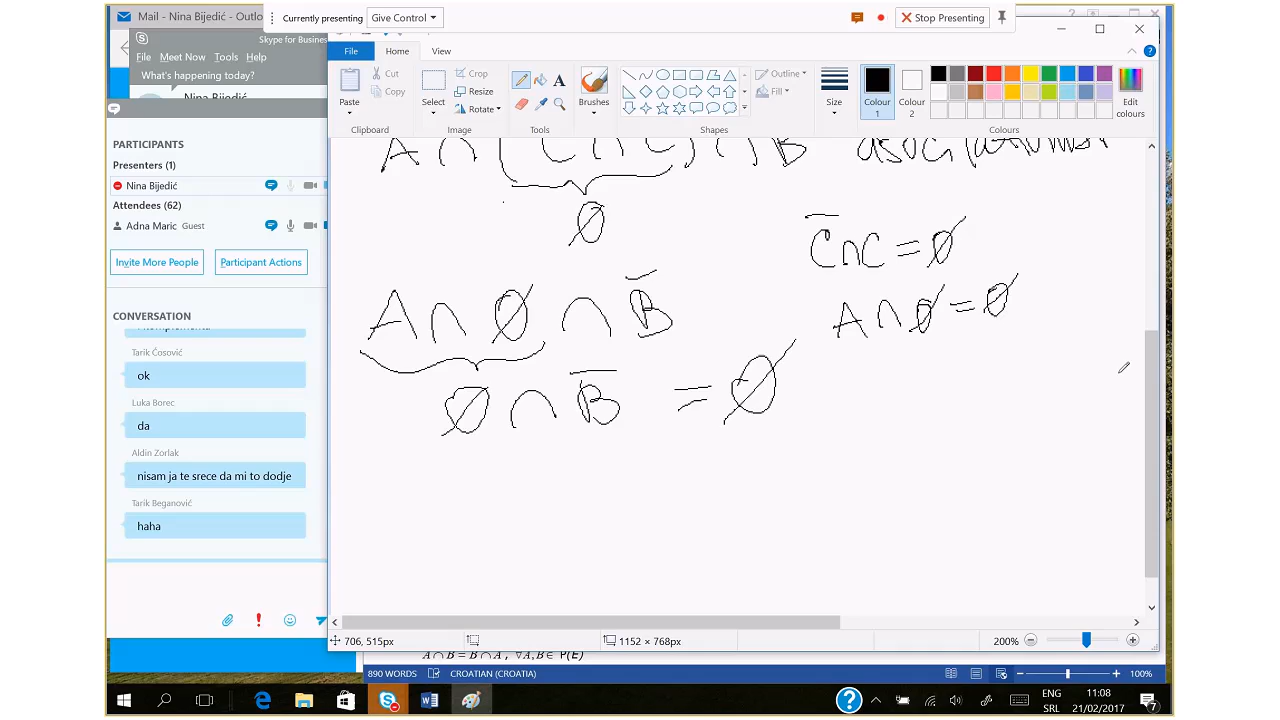 Mail - Nina Bijedić - Outlo
Currently presenting
Give Control
Stop Presenting
Skype for Business
File Meet Now Tools Help
What's happening today?
Nina Bijedić
File Home View
Paste
Cut
Copy
Clipboard
Select
Crop
Resize
Rotate
Image
Tools
Brushes
Shapes
Outline
Fill
Size
Colour 1
Colour 2
Edit colours
Colours
PARTICIPANTS
Presenters (1)
Nina Bijedić
Attendees (62)
Adna Maric Guest
Invite More People
Participant Actions
CONVERSATION
Tarik Ćosović
ok
Luka Borec
da
Aldin Zorlak
nisam ja te srece da mi to dodje
Tarik Beganović
haha
∅
C̅∩C=∅
A∩∅=∅
A∩∅∩B̅
∅∩B̅ =∅
706, 515px
1152 × 768px
200%
A∩B = B∩A , ∀A,B∈ P(E)
890 WORDS
CROATIAN (CROATIA)
100%
ENG
SRL
11:08
21/02/2017
7